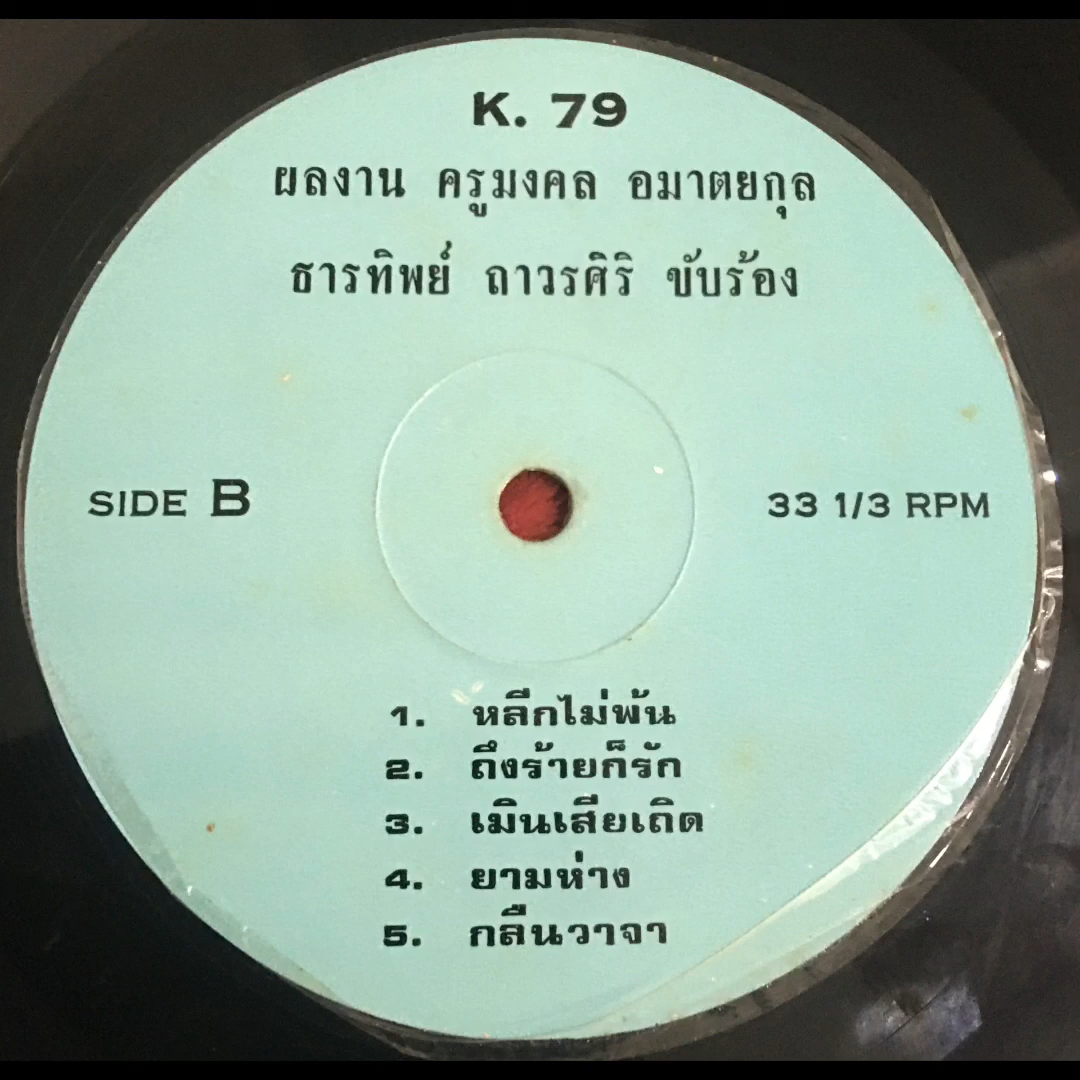 K. 79
ผลงาน ครูมงคล อมาตยกุล
ธารทิพย์ ถาวรศิริ ขับร้อง
SIDE B
33 1/3 RPM
1. หลีกไม่พ้น
2. ถึงร้ายก็รัก
3. เมินเสียเถิด
4. ยามห่าง
5. กลืนวาจา